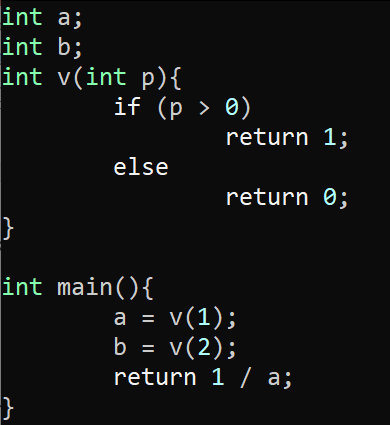 int a;
int b;
int v(int p){
        if (p > 0)
                return 1;
        else
                return 0;
}

int main(){
        a = v(1);
        b = v(2);
        return 1 / a;
}